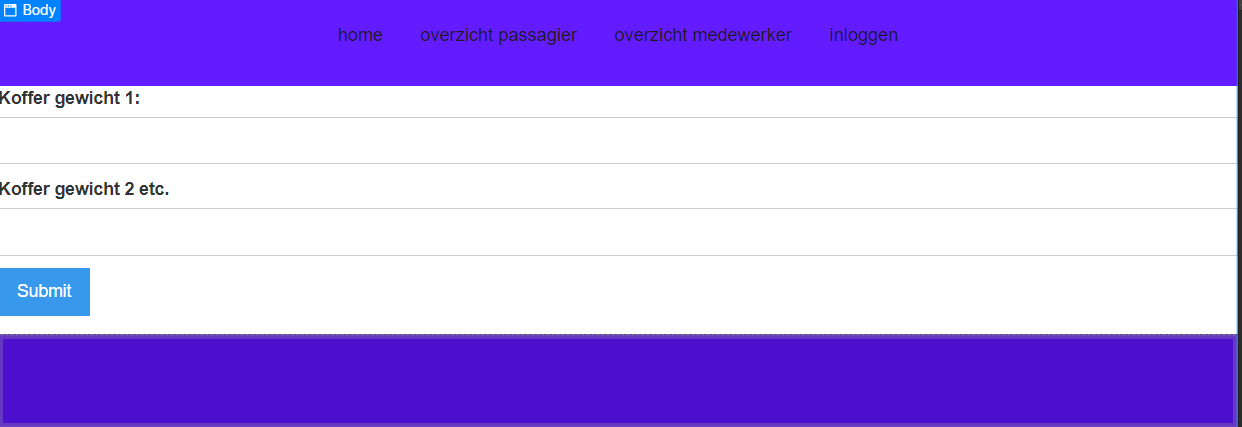 Body
home overzicht passagier overzicht medewerker inloggen
Koffer gewicht 1:
Koffer gewicht 2 etc.
Submit